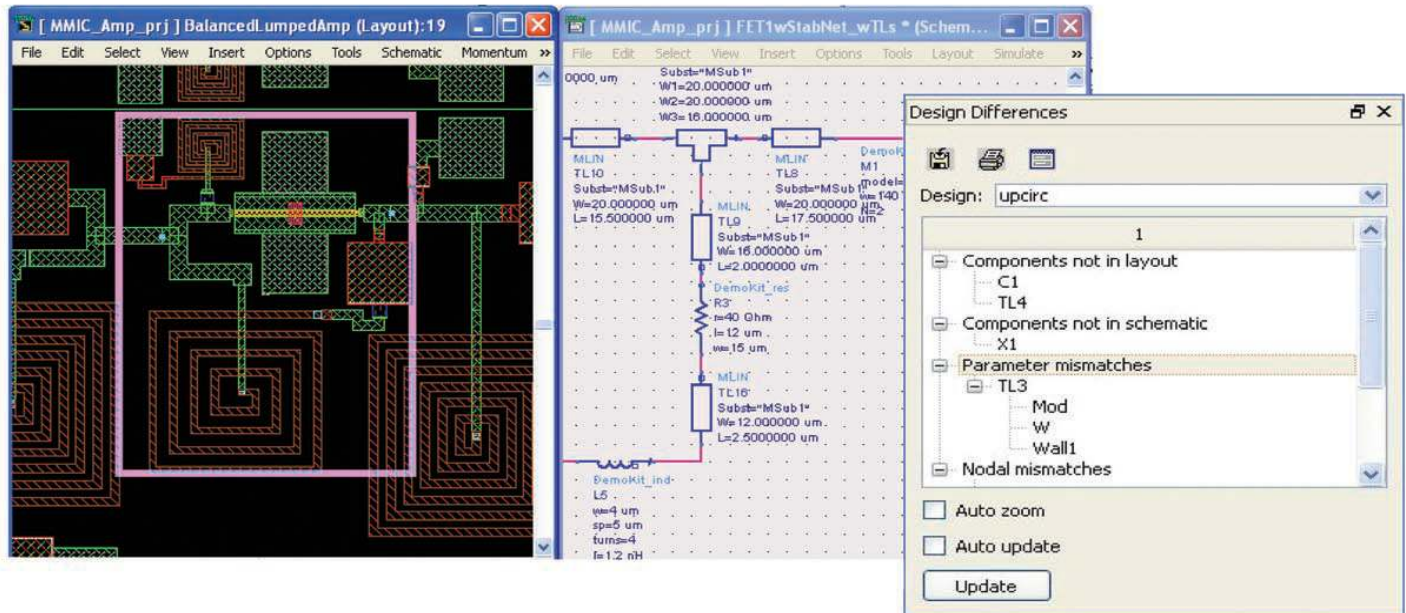 [ MMIC_Amp_prj ] BalancedLumpedAmp (Layout):19
File Edit Select View Insert Options Tools Schematic Momentum »
[ MMIC_Amp_prj ] FET1wStabNet_wTLs * (Schem...
File Edit Select View Insert Options Tools Layout Simulate »
0000 um
Subst="MSub1"
W1=20.000000 um
W2=20.000000 um
W3=16.000000 um
MLIN
TL10
Subst="MSub1"
W=20.000000 um
L=15.500000 um
MLIN
TL8
Subst="MSub1"
W=20.000000 um
L=17.500000 um
M1
model=
w=140
N=2
MLIN
TL9
Subst="MSub1"
W=16.000000 um
L=2.0000000 um
DemoKit_res
R3
r=40 Ohm
l=12 um
w=15 um
MLIN
TL16
Subst="MSub1"
W=12.000000 um
L=2.5000000 um
DemoKit_ind
L5
w=4 um
sp=5 um
turns=4
l=1.2 nH
Design Differences
Design: upcirc
1
Components not in layout
C1
TL4
Components not in schematic
X1
Parameter mismatches
TL3
Mod
W
Wall1
Nodal mismatches
Auto zoom
Auto update
Update